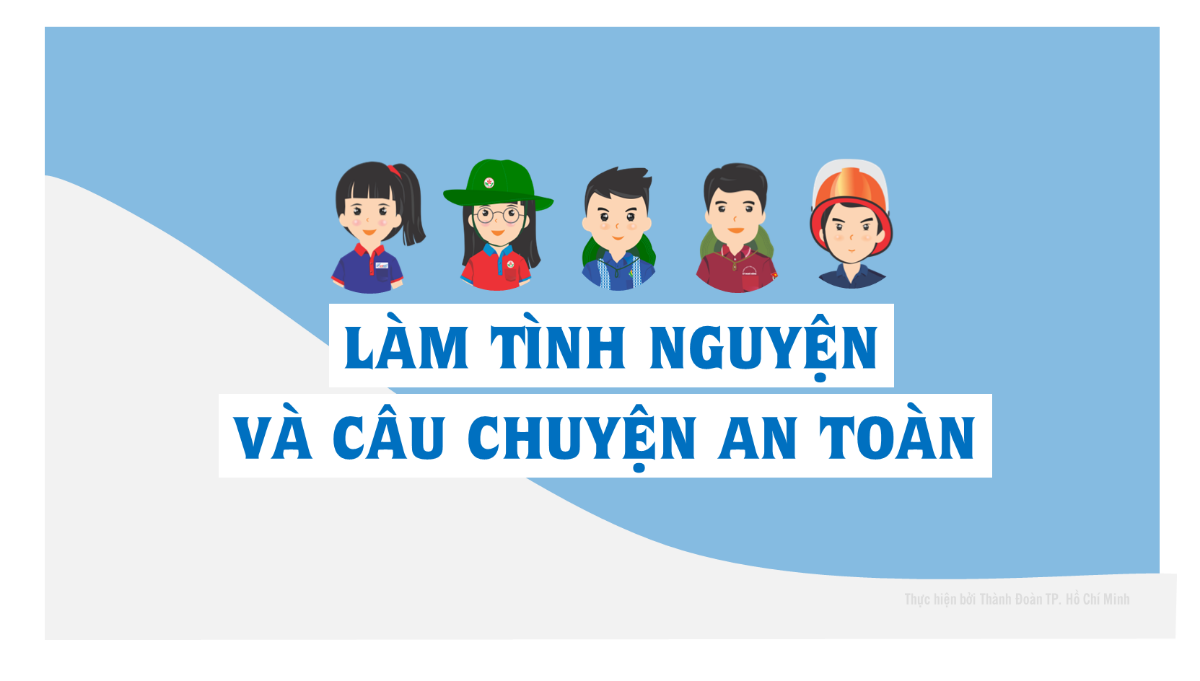 LÀM TÌNH NGUYỆN
VÀ CÂU CHUYỆN AN TOÀN
Thực hiện bởi Thành Đoàn TP. Hồ Chí Minh